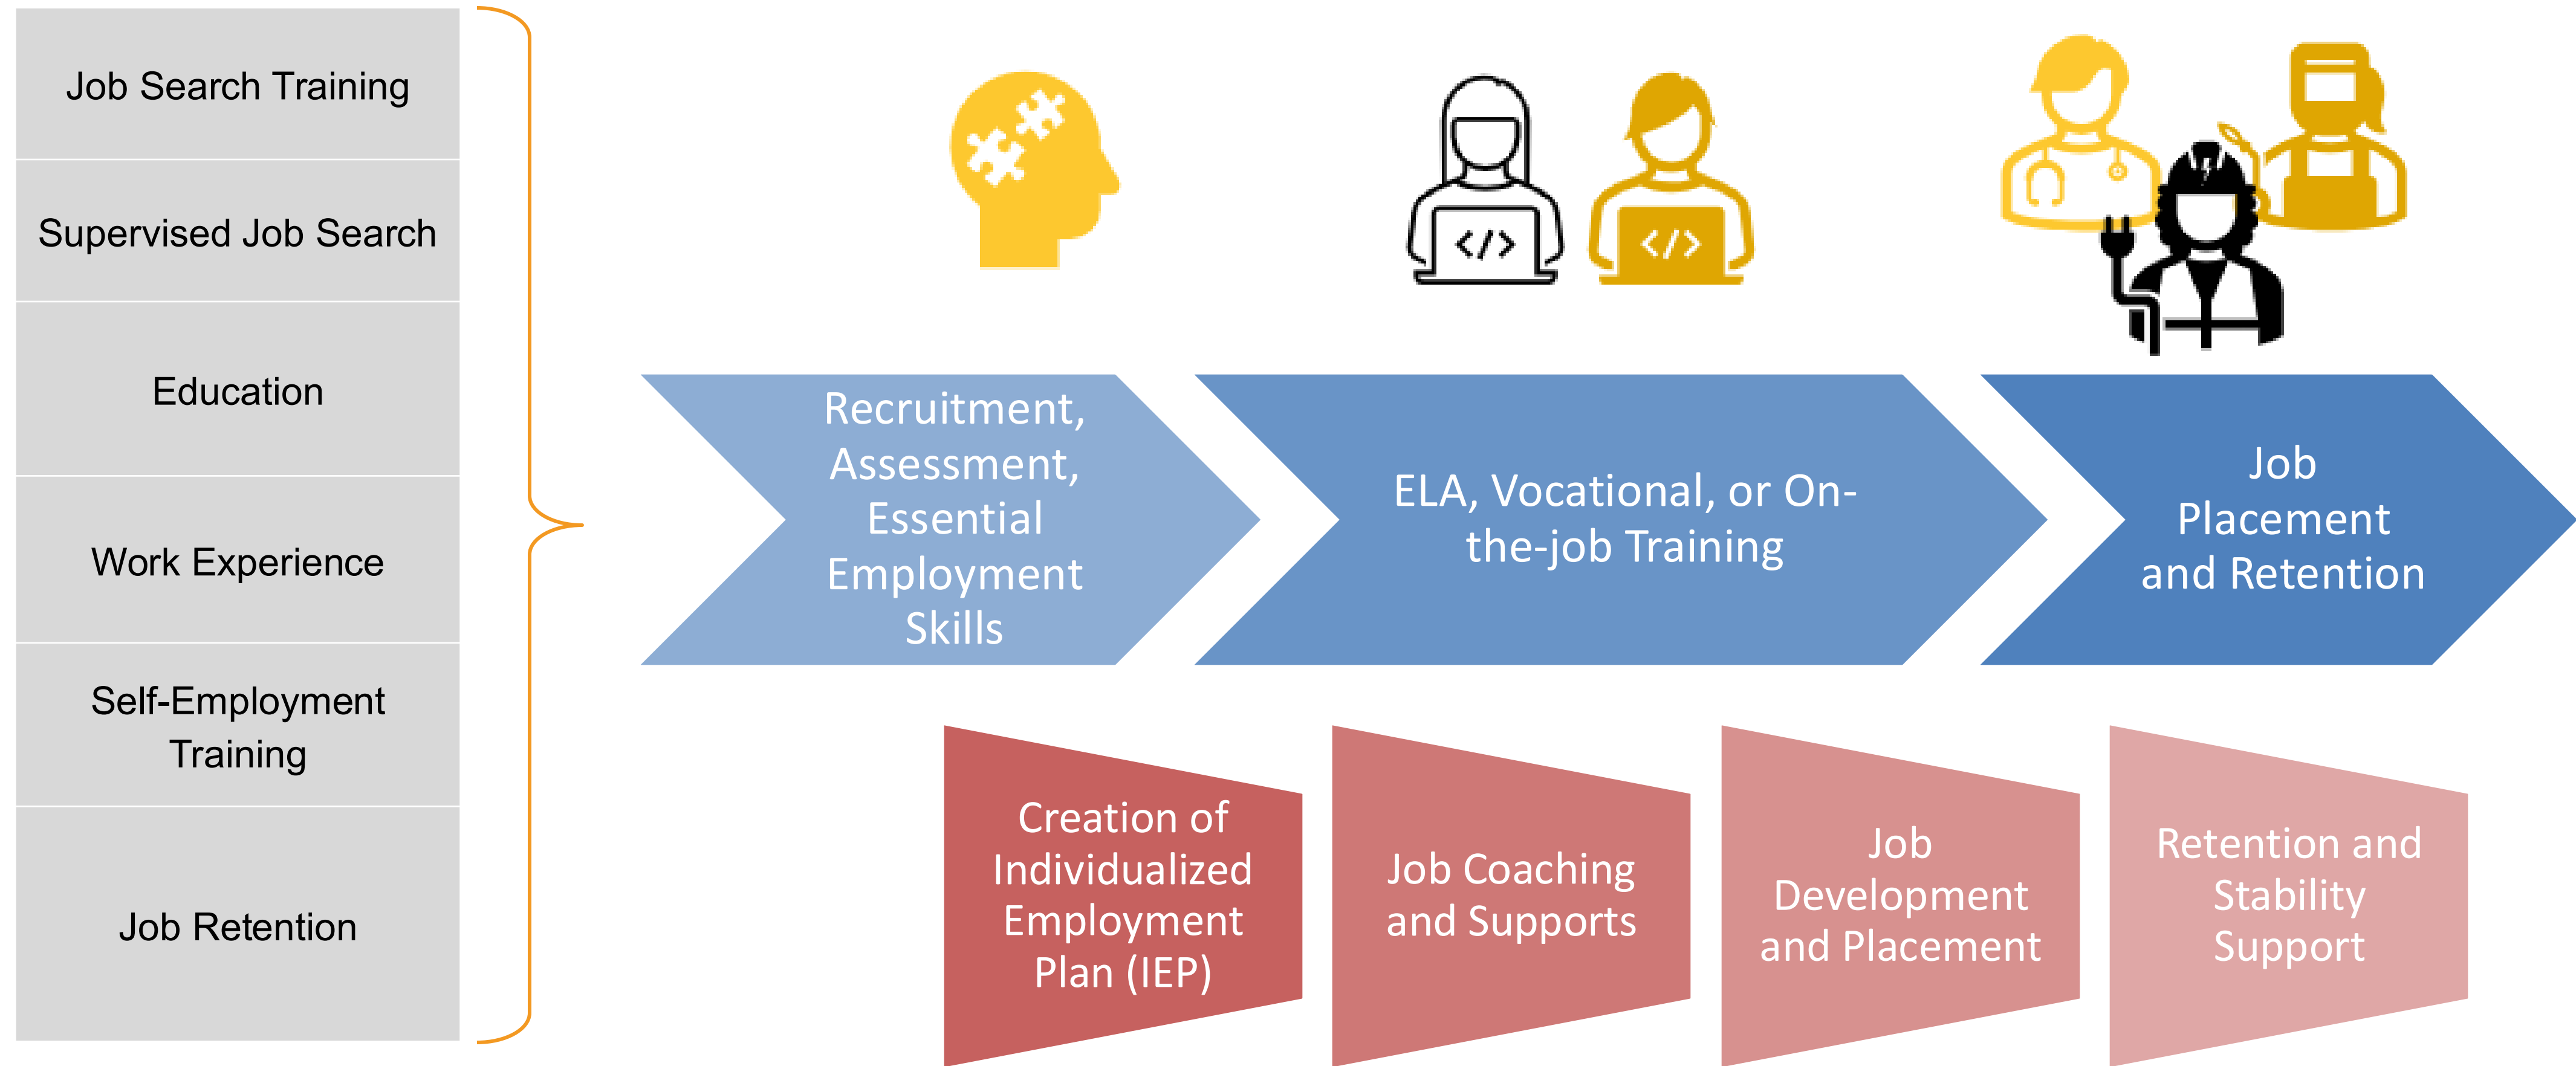 Job Search Training
Supervised Job Search
Education
Work Experience
Self-Employment
Training
Job Retention
Recruitment,
Assessment,
Essential
Employment
Skills
ELA, Vocational, or On-
the-job Training
Job
Placement
and Retention
Creation of
Individualized
Employment
Plan (IEP)
Job Coaching
and Supports
Job
Development
and Placement
Retention and
Stability
Support